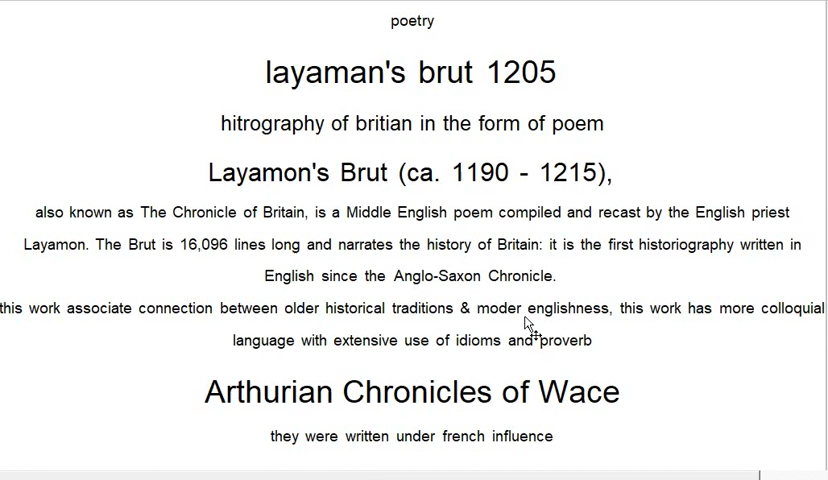 poetry
layaman's brut 1205
hitrography of britian in the form of poem
Layamon's Brut (ca. 1190 - 1215),
also known as The Chronicle of Britain, is a Middle English poem compiled and recast by the English priest
Layamon. The Brut is 16,096 lines long and narrates the history of Britain: it is the first historiography written in
English since the Anglo-Saxon Chronicle.
this work associate connection between older historical traditions & moder englishness, this work has more colloquial
language with extensive use of idioms and proverb
Arthurian Chronicles of Wace
they were written under french influence